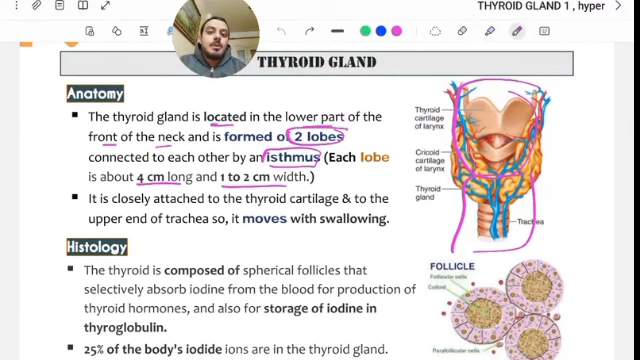 THYROID GLAND 1 , hyper
THYROID GLAND
Anatomy
The thyroid gland is located in the lower part of the
front of the neck and is formed of 2 lobes
connected to each other by an isthmus (Each lobe
is about 4 cm long and 1 to 2 cm width.)
It is closely attached to the thyroid cartilage & to the
upper end of trachea so, it moves with swallowing.
Thyroid
cartilage
of larynx
Cricoid
cartilage
of larynx
Thyroid
gland
Trachea
Histology
The thyroid is composed of spherical follicles that
selectively absorb iodine from the blood for production of
thyroid hormones, and also for storage of iodine in
thyroglobulin.
25% of the body's iodide ions are in the thyroid gland.
FOLLICLE
Follicular cells
Colloid
Parafollicular cells